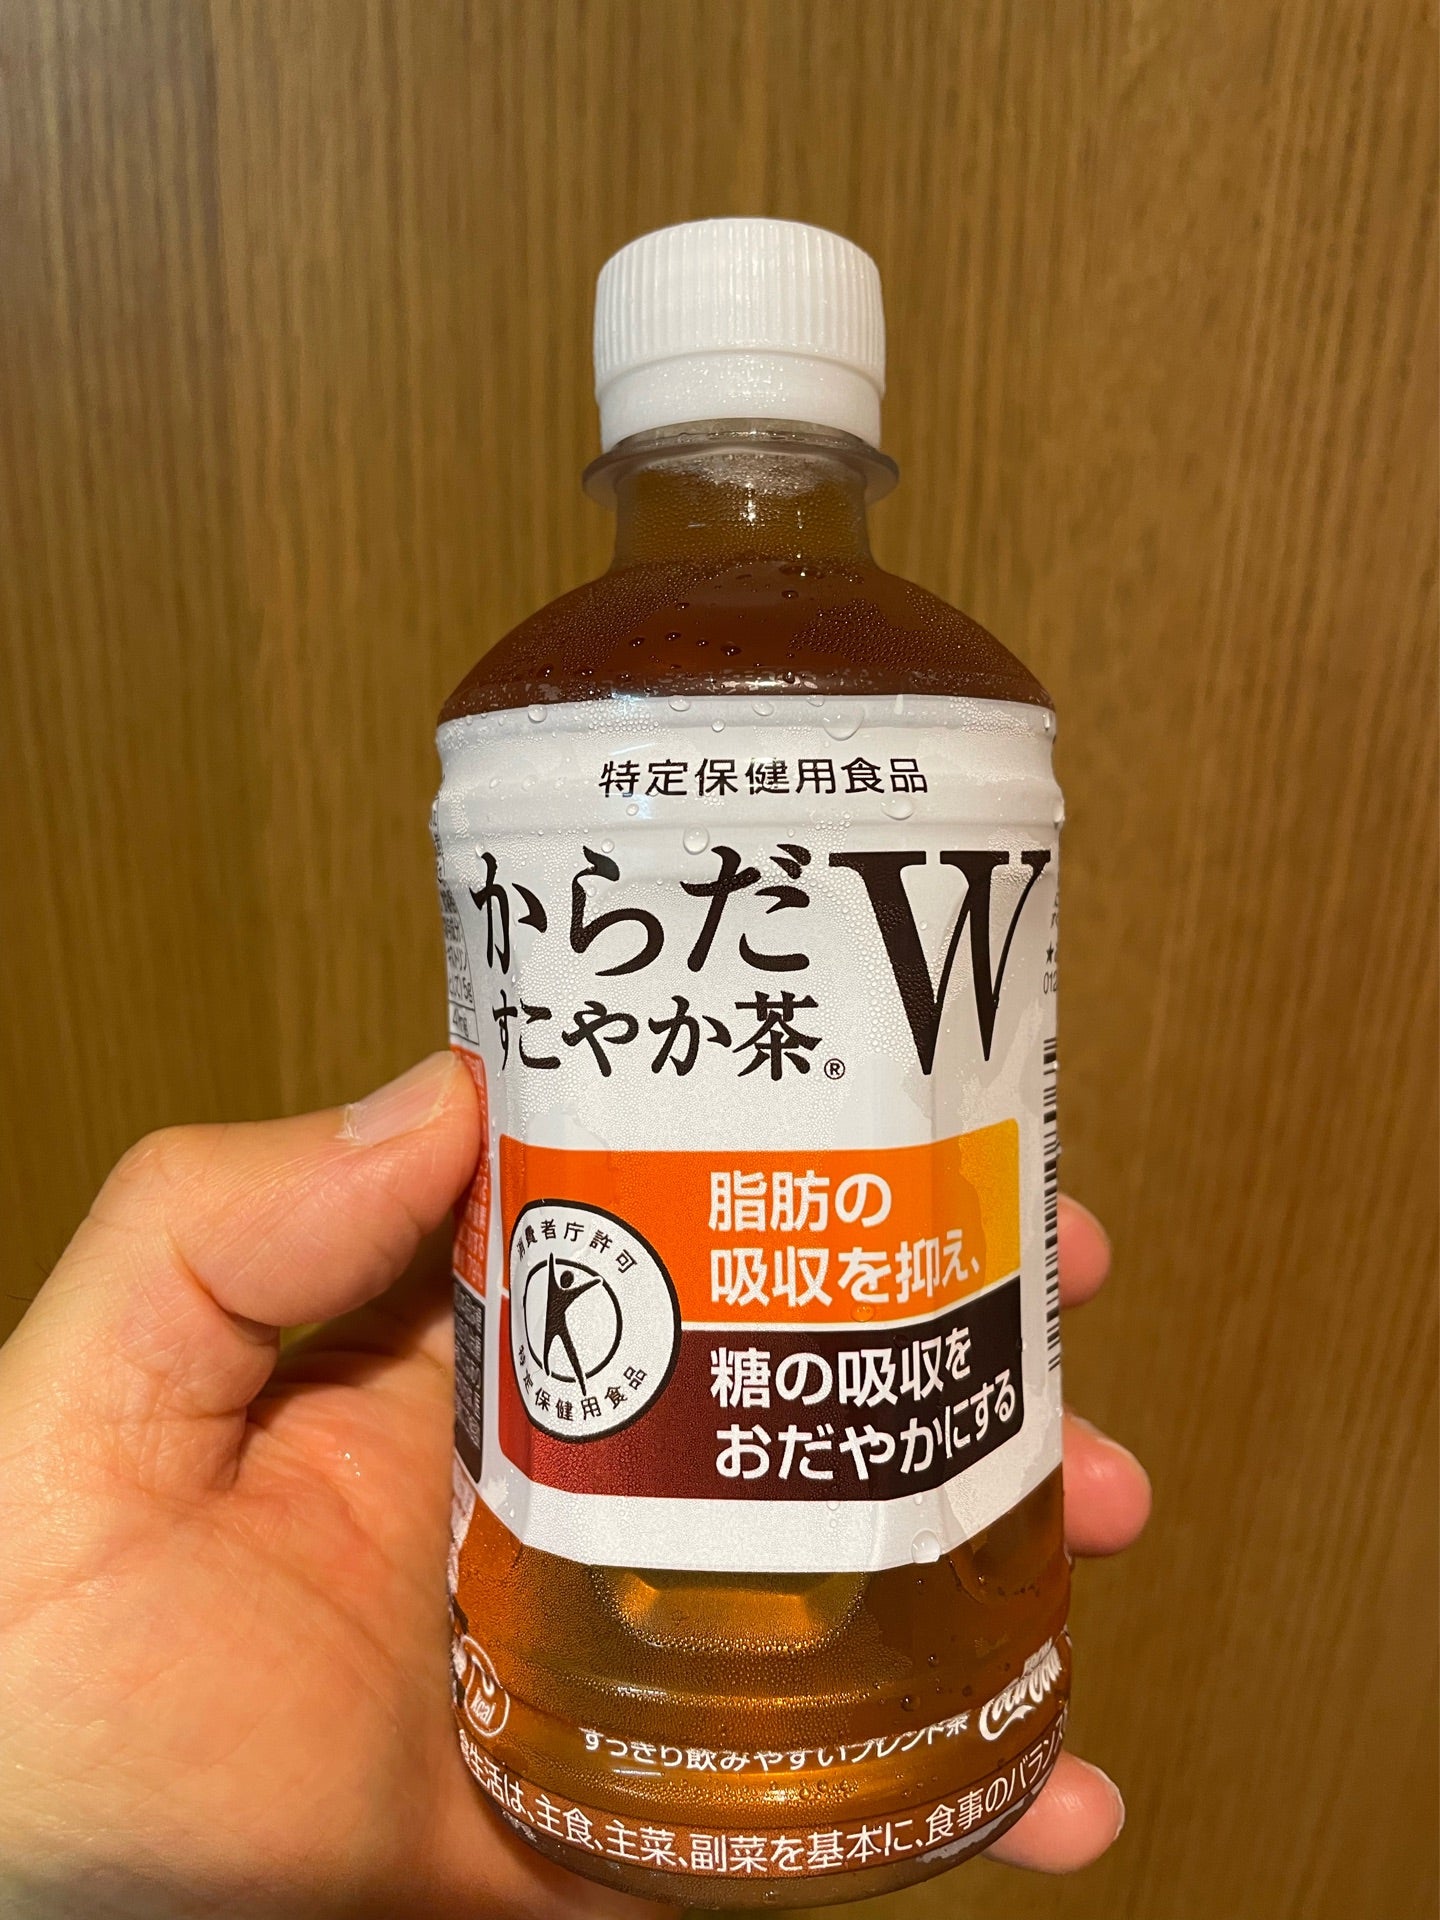 特定保健用食品
からだ
すこやか茶®
W
脂肪の
吸収を抑え、
糖の吸収を
おだやかにする
消費者庁許可
特定保健用食品
kcal
すっきり飲みやすいブレンド茶
Coca-Cola
生活は、主食、主菜、副菜を基本に、食事のバランス